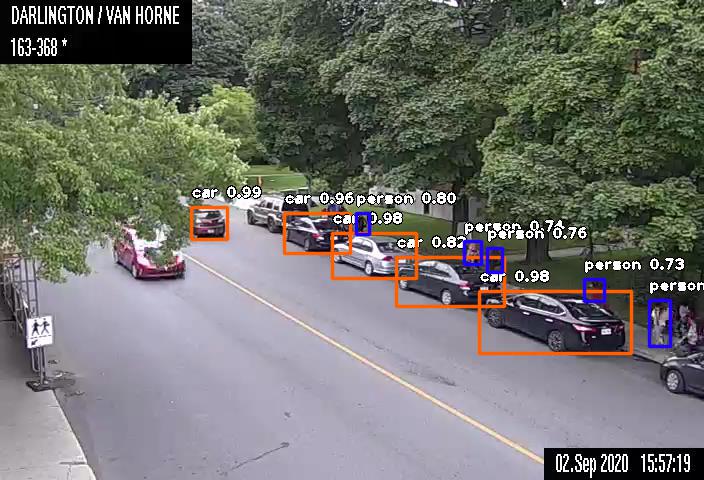 DARLINGTON / VAN HORNE
163-368 *
car 0.99
car 0.96
person 0.80
car 0.98
person 0.74
person 0.76
car 0.82
car 0.98
person 0.73
person
02.Sep 2020 15:57:19